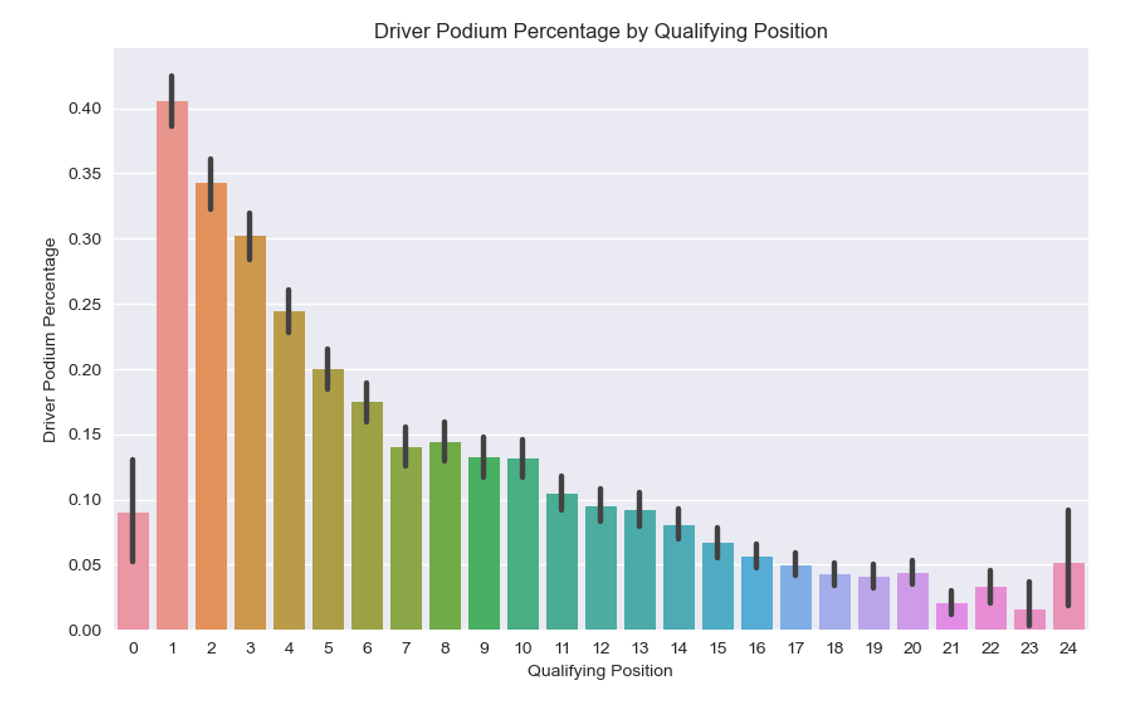 Driver Podium Percentage by Qualifying Position
Driver Podium Percentage
0.40
0.35
0.30
0.25
0.20
0.15
0.10
0.05
0.00
0 1 2 3 4 5 6 7 8 9 10 11 12 13 14 15 16 17 18 19 20 21 22 23 24
Qualifying Position